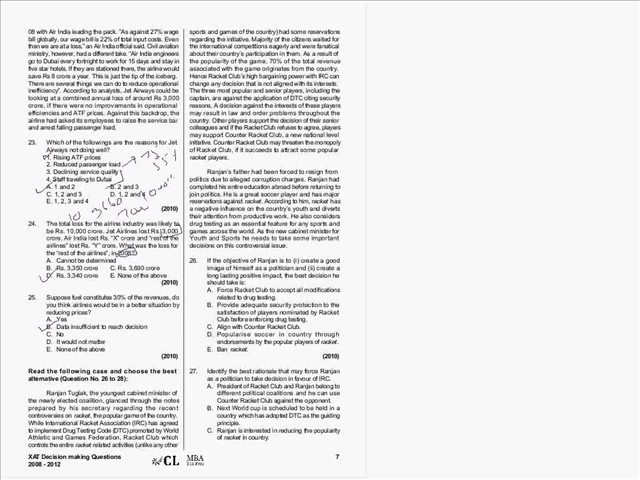 08 with Air India leading the pack. "As against 27% wage
bill globally, our wage bill is 22% of total input costs. Even
then we are at a loss," an Air India official said. Civil aviation
ministry, however, had a different take. "Air India engineers
go to Dubai every fortnight to work for 15 days and stay in
five star hotels. If they are stationed there, the airline would
save Rs 8 crore a year. This is just the tip of the iceberg.
There are several things we can do to reduce operational
inefficiency". According to analysts, Jet Airways could be
looking at a combined annual loss of around Rs 3,000
crore, if there were no improvements in operational
efficiencies and ATF prices. Against this backdrop, the
airline had asked its employees to raise the service bar
and arrest falling passenger load.
23. Which of the following are the reasons for Jet
Airways not doing well?
1. Rising ATF prices
2. Reduced passenger load
3. Declining service quality
4. Staff traveling to Dubai
A. 1 and 2 B. 2 and 3
C. 1, 2 and 3 D. 1, 2 and 4
E. 1, 2, 3 and 4
(2010)
24. The total loss for the airline industry was likely to
be Rs. 10,000 crore. Jet Airlines lost Rs. 3,000
crore, Air India lost Rs. "X" crore and "rest of the
airlines" lost Rs. "Y" crore. What was the loss for
the "rest of the airlines", in 2008?
A. Cannot be determined
B. Rs. 3,350 crore C. Rs. 3,690 crore
D. Rs. 3,340 crore E. None of the above
(2010)
25. Suppose fuel constitutes 30% of the revenues, do
you think airlines would be in a better situation by
reducing prices?
A. Yes
B. Data insufficient to reach decision
C. No
D. It would not matter
E. None of the above
(2010)
Read the following case and choose the best
alternative (Question No. 26 to 28):
Ranjan Tuglak, the youngest cabinet minister of
the newly elected coalition, glanced through the notes
prepared by his secretary regarding the recent
controversies on racket, the popular game of the country.
While International Racket Association (IRC) has
agreed to implement Drug Testing Code (DTC) promoted by World
Athletic and Games Federation, Racket Club which
controls the entire racket related activities (unlike any other
sports and games of the country) had some reservations
regarding the initiative. Majority of the citizens waited for
the international competitions eagerly and were fanatical
about their country's participation in them. As a result of
the popularity of the game, 70% of the total revenue
associated with the game originates from the country.
Hence Racket Club's high bargaining power with IRC can
change any decision that is not aligned with its interests.
The three most popular and senior players, including the
captain, are against the application of DTC citing security
reasons. A decision against the interests of these players
may result in law and order problems throughout the
country. Other players support the decision of their senior
colleagues and if the Racket Club refuses to agree, players
may support Counter Racket Club, a new national level
initiative. Counter Racket Club may threaten the monopoly
of Racket Club, if it succeeds to attract some popular
racket players.
Ranjan's father had been forced to resign from
politics due to alleged corruption charges. Ranjan had
completed his entire education abroad before returning to
join politics. He is a great soccer player and has major
reservations against racket. According to him, racket has
a negative influence on the country's youth and diverts
their attention from productive work. He also considers
drug testing as an essential feature for any sports and
games across the world. As the new cabinet minister for
Youth and Sports he needs to take some important
decisions on this controversial issue.
26. If the objective of Ranjan is to (i) create a good
image of himself as a politician and (ii) create a
long lasting positive impact, the best decision he
should take is:
A. Force Racket Club to accept all modifications
related to drug testing.
B. Provide adequate security protection to the
satisfaction of players nominated by Racket
Club before enforcing drug testing.
C. Align with Counter Racket Club.
D. Popularise soccer in country through
endorsements by the popular players of racket.
E. Ban racket.
(2010)
27. Identify the best rationale that may force Ranjan
as a politician to take decision in favour of IRC.
A. President of Racket Club and Ranjan belong to
different political coalitions and he can use
Counter Racket Club against the opponent.
B. Next World cup is scheduled to be held in a
country which has adopted DTC as the guiding
principle.
C. Ranjan is interested in reducing the popularity
of racket in country.
XAT Decision making Questions
2008 - 2012
CL MBA
7